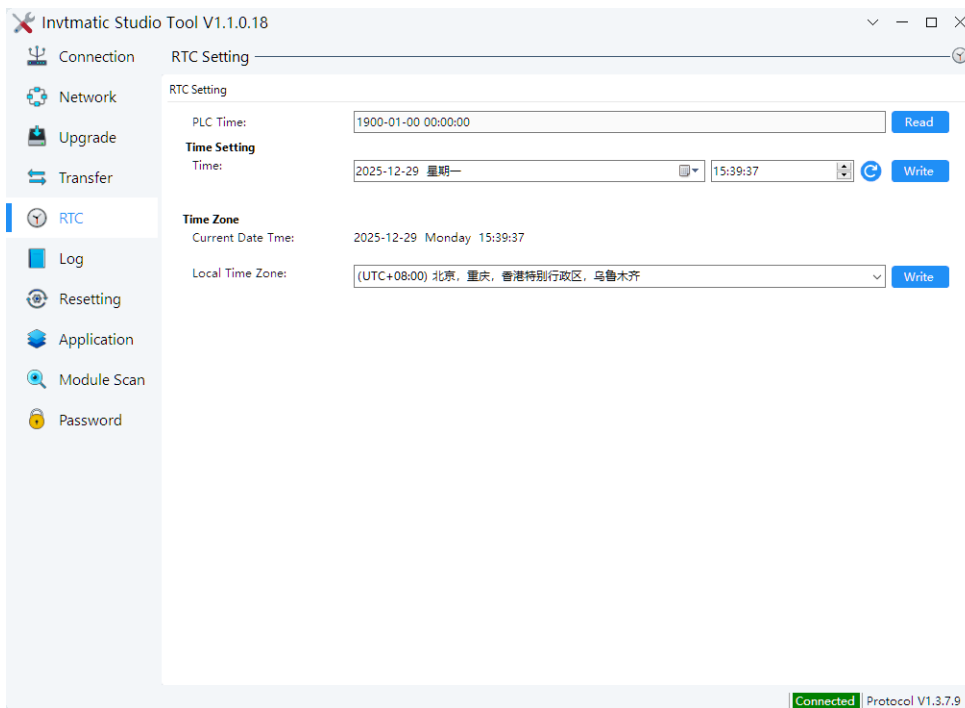 Invtmatic Studio Tool V1.1.0.18
Connection
Network
Upgrade
Transfer
RTC
Log
Resetting
Application
Module Scan
Password
RTC Setting
RTC Setting
PLC Time: 1900-01-00 00:00:00 Read
Time Setting
Time: 2025-12-29 星期一 15:39:37 Write
Time Zone
Current Date Tme: 2025-12-29 Monday 15:39:37
Local Time Zone: (UTC+08:00) 北京，重庆，香港特别行政区，乌鲁木齐 Write
Connected Protocol V1.3.7.9